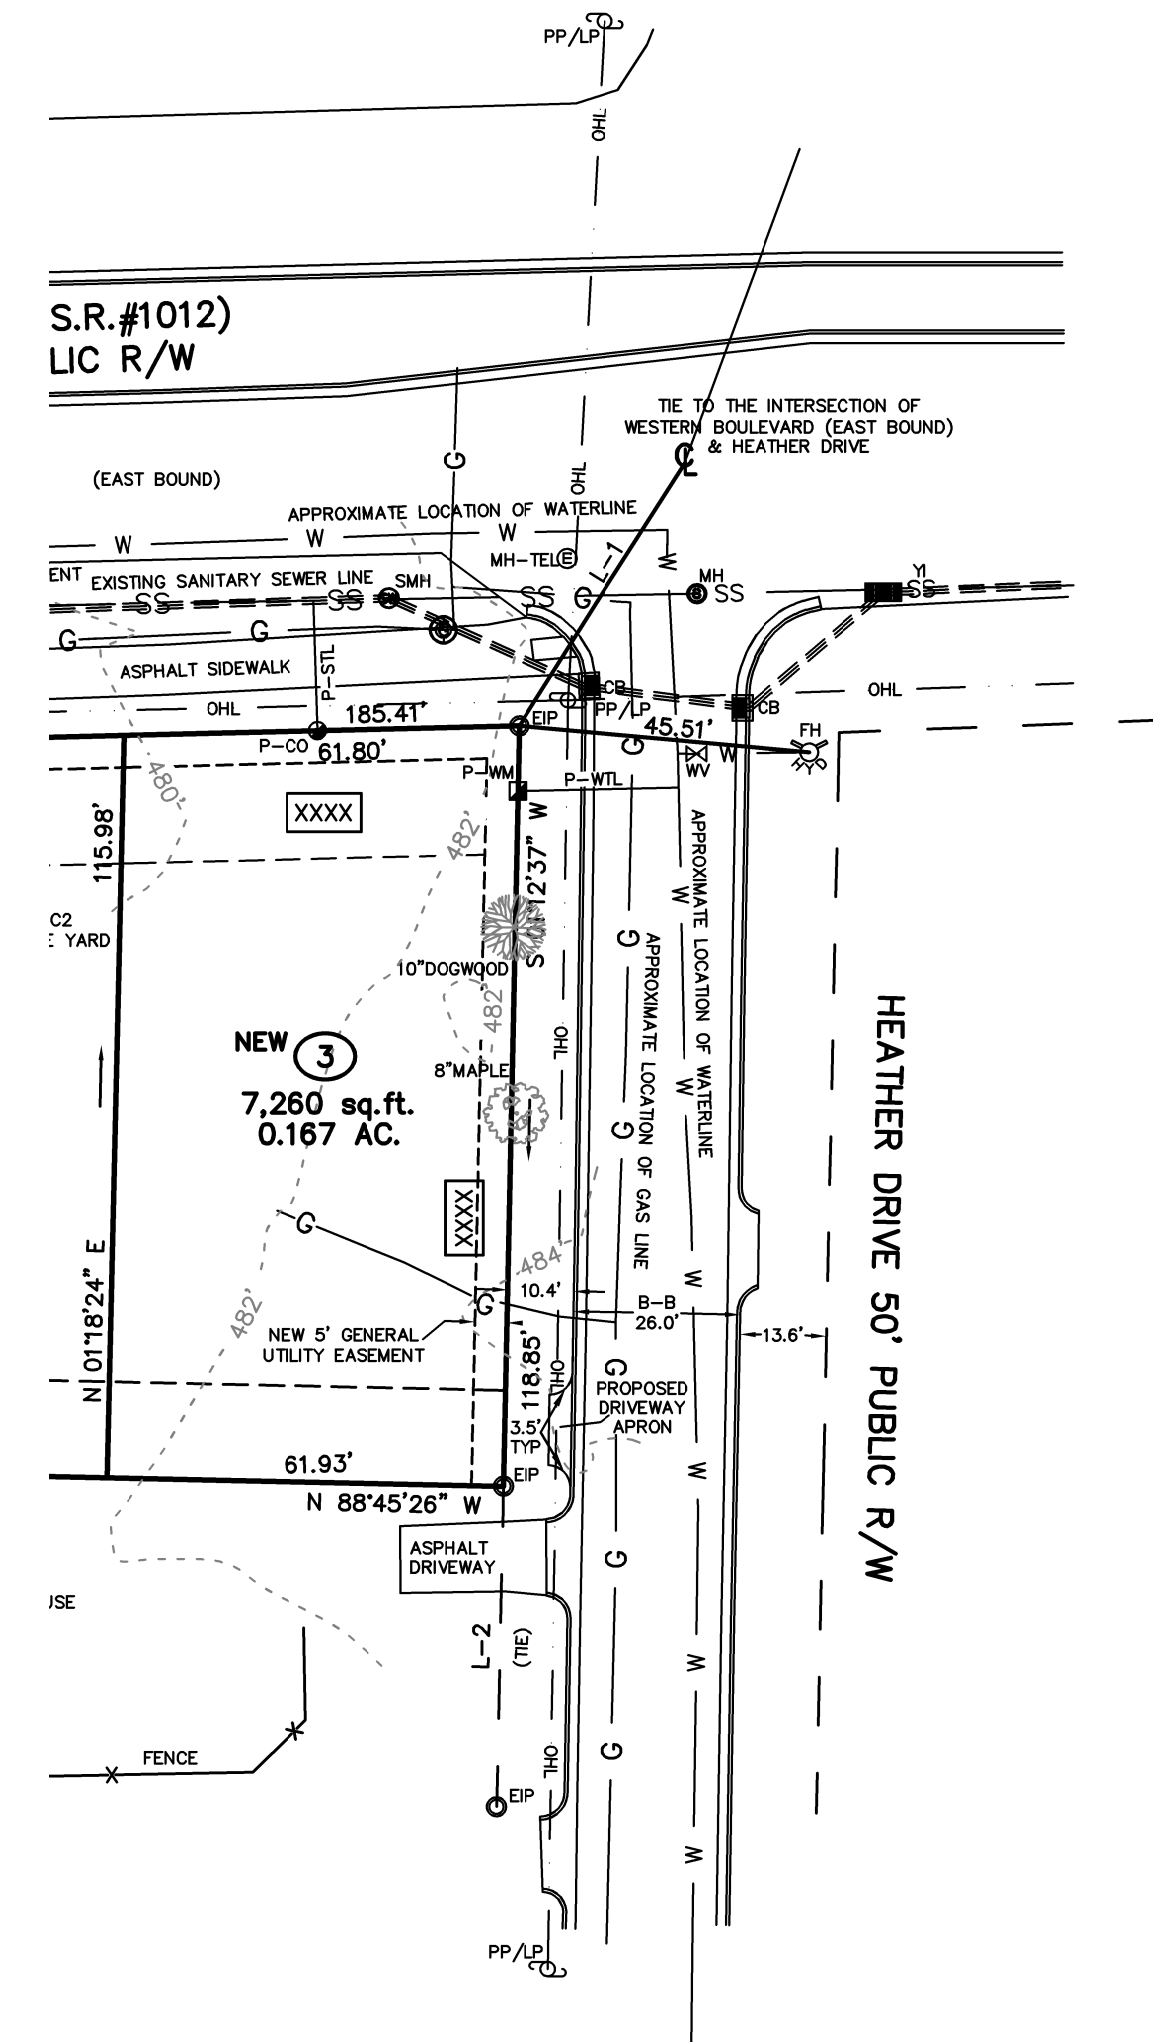 PP/LP
OHL
S.R.#1012)
LIC R/W
TIE TO THE INTERSECTION OF
WESTERN BOULEVARD (EAST BOUND)
& HEATHER DRIVE
CL
G
(EAST BOUND)
OHL
APPROXIMATE LOCATION OF WATERLINE
W
W
W
MH-TEL
E
L-1
W
ENT
EXISTING SANITARY SEWER LINE
SMH
MH
YI
SS
SS
SS
G
SS
SS
G
G
ASPHALT SIDEWALK
P-STL
CB
OHL
OHL
185.41'
EIP
PP/LP
CB
45.51'
FH
HYD
P-CO
61.80'
G
WV
W
P-WM
P-WTL
480'
XXXX
482'
115.98'
S 01°12'37" W
C2
E YARD
10"DOGWOOD
482'
G
W
APPROXIMATE LOCATION OF WATERLINE
APPROXIMATE LOCATION OF GAS LINE
NEW
3
8"MAPLE
OHL
7,260 sq.ft.
0.167 AC.
G
W
HEATHER DRIVE 50' PUBLIC R/W
XXXX
G
484'
10.4'
W
N 01°18'24" E
482'
G
B-B
26.0'
13.6'
NEW 5' GENERAL
UTILITY EASEMENT
118.85'
OHL
G
PROPOSED
DRIVEWAY
APRON
3.5'
TYP
61.93'
EIP
W
N 88°45'26" W
ASPHALT
DRIVEWAY
G
USE
L-2
(TIE)
W
FENCE
OHL
G
EIP
W
PP/LP